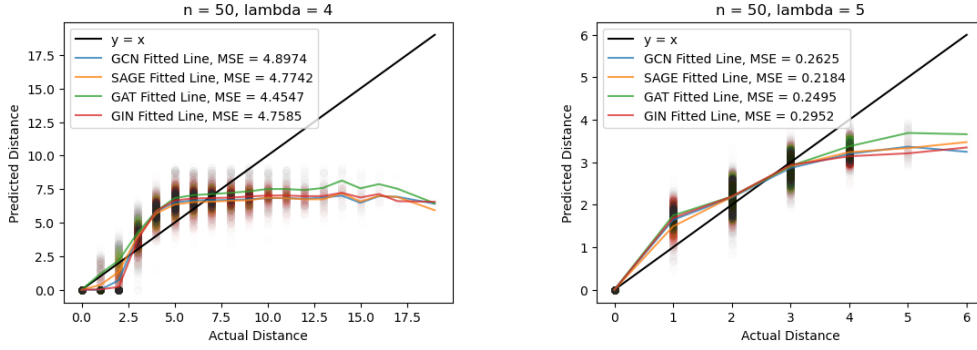 n = 50, lambda = 4
y = x
GCN Fitted Line, MSE = 4.8974
SAGE Fitted Line, MSE = 4.7742
GAT Fitted Line, MSE = 4.4547
GIN Fitted Line, MSE = 4.7585
Predicted Distance
17.5
15.0
12.5
10.0
7.5
5.0
2.5
0.0
0.0 2.5 5.0 7.5 10.0 12.5 15.0 17.5
Actual Distance
n = 50, lambda = 5
y = x
GCN Fitted Line, MSE = 0.2625
SAGE Fitted Line, MSE = 0.2184
GAT Fitted Line, MSE = 0.2495
GIN Fitted Line, MSE = 0.2952
Predicted Distance
6
5
4
3
2
1
0
0 1 2 3 4 5 6
Actual Distance